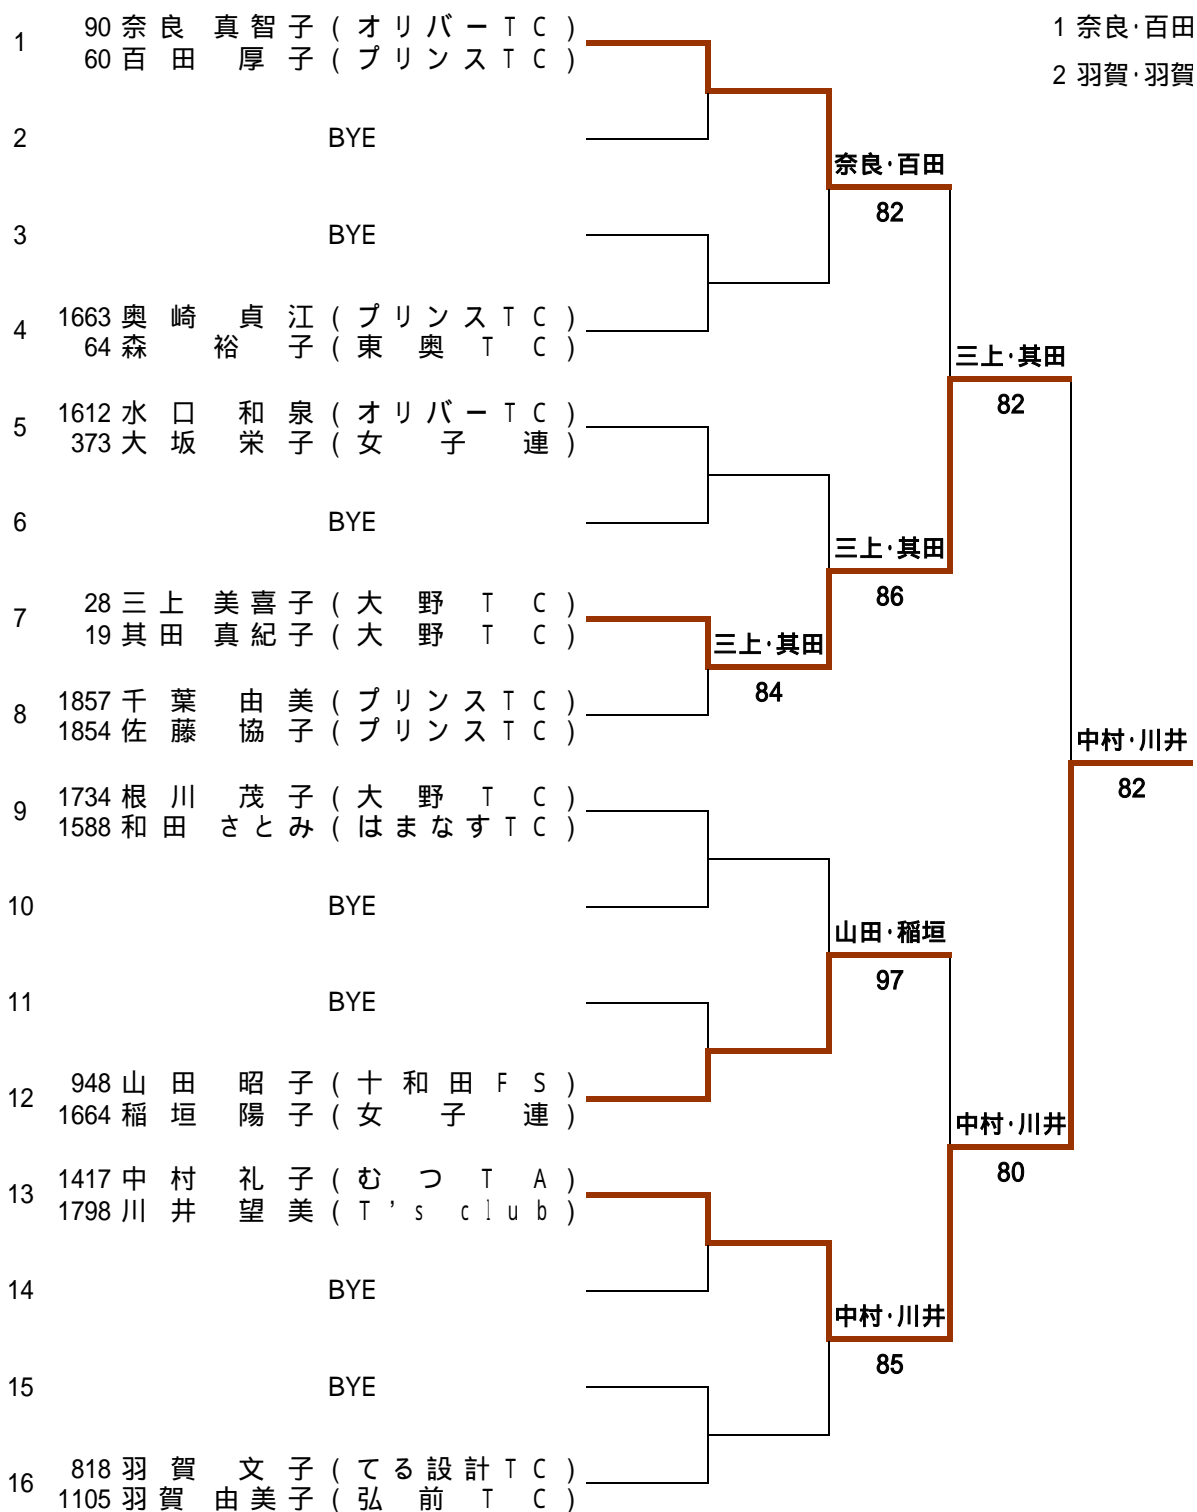 1 90 奈良 真智子 (オリバーTC)
60 百田 厚子 (プリンスTC)
1 奈良・百田
2 羽賀・羽賀
2 BYE
奈良・百田
82
3 BYE
4 1663 奥崎 貞江 (プリンスTC)
64 森 裕子 (東奥TC)
三上・其田
82
5 1612 水口 和泉 (オリバーTC)
373 大坂 栄子 (女子連)
6 BYE
三上・其田
86
7 28 三上 美喜子 (大野TC)
19 其田 真紀子 (大野TC)
三上・其田
84
8 1857 千葉 由美 (プリンスTC)
1854 佐藤 協子 (プリンスTC)
中村・川井
82
9 1734 根川 茂子 (大野TC)
1588 和田 さとみ (はまなすTC)
10 BYE
山田・稲垣
97
11 BYE
12 948 山田 昭子 (十和田FS)
1664 稲垣 陽子 (女子連)
中村・川井
80
13 1417 中村 礼子 (むつTA)
1798 川井 望美 (T's club)
14 BYE
中村・川井
85
15 BYE
16 818 羽賀 文子 (てる設計TC)
1105 羽賀 由美子 (弘前TC)